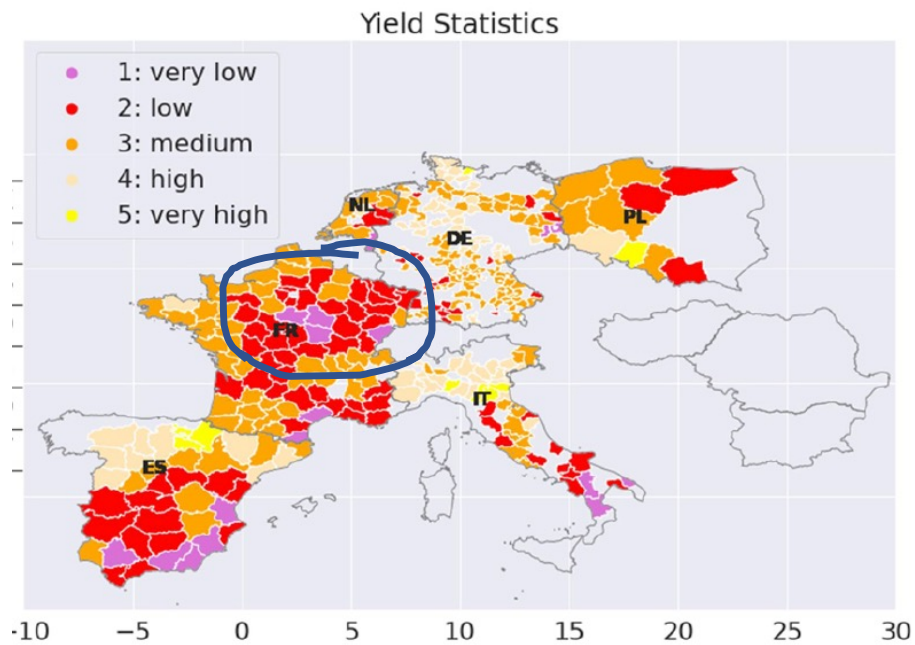 Yield Statistics
1: very low
2: low
3: medium
4: high
5: very high
NL
PL
DE
FR
IT
ES
-10 −5 0 5 10 15 20 25 30